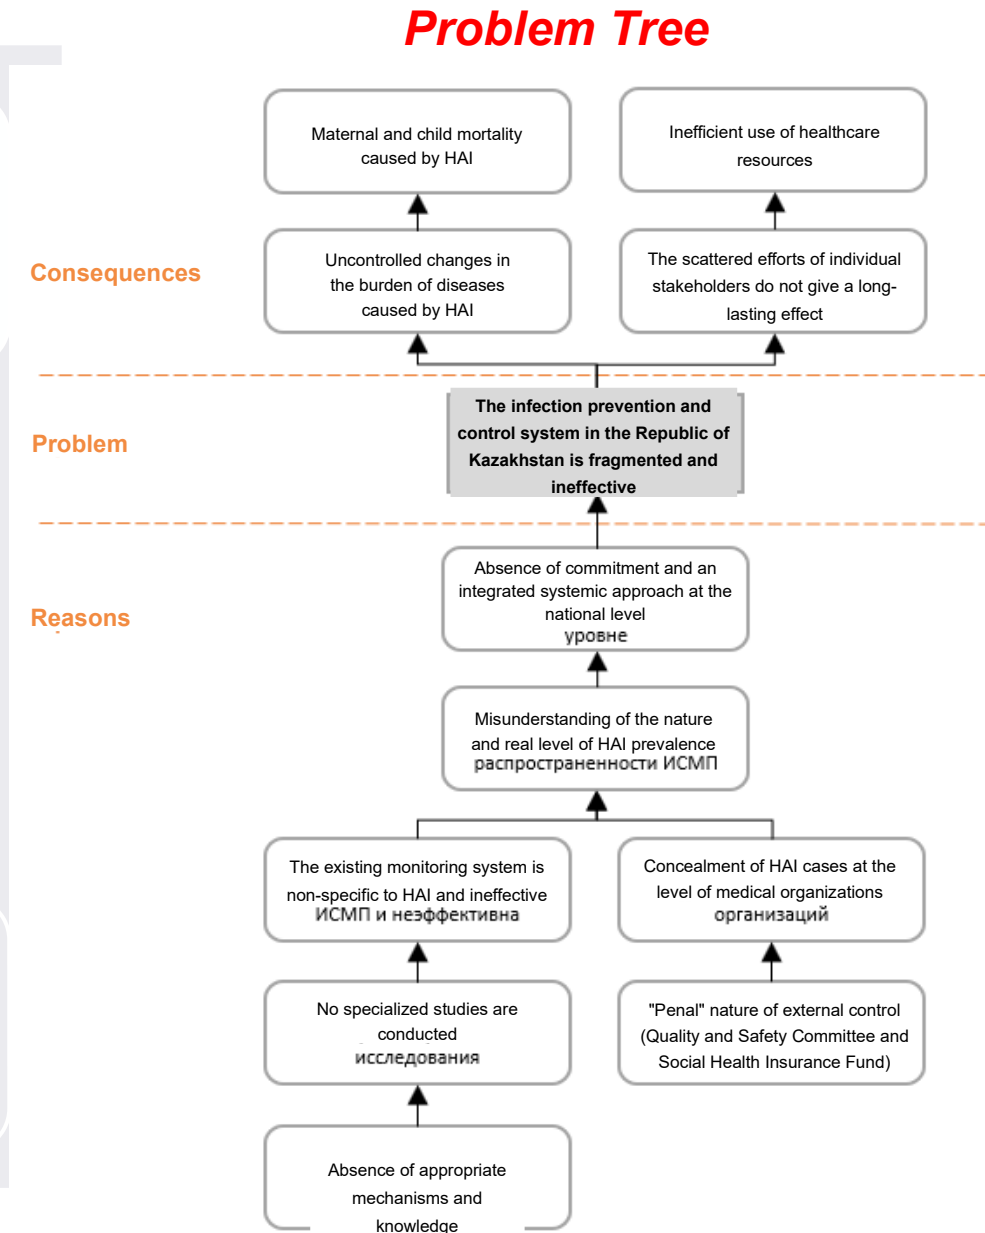 Problem Tree
Maternal and child mortality
caused by HAI
Inefficient use of healthcare
resources
Consequences
Uncontrolled changes in
the burden of diseases
caused by HAI
The scattered efforts of individual
stakeholders do not give a long-
lasting effect
Problem
The infection prevention and
control system in the Republic of
Kazakhstan is fragmented and
ineffective
Reasons
Absence of commitment and an
integrated systemic approach at the
national level
уровне
Misunderstanding of the nature
and real level of HAI prevalence
распространенности ИСМП
The existing monitoring system is
non-specific to HAI and ineffective
ИСМП и неэффективна
Concealment of HAI cases at the
level of medical organizations
организаций
No specialized studies are
conducted
исследования
"Penal" nature of external control
(Quality and Safety Committee and
Social Health Insurance Fund)
Absence of appropriate
mechanisms and
knowledge